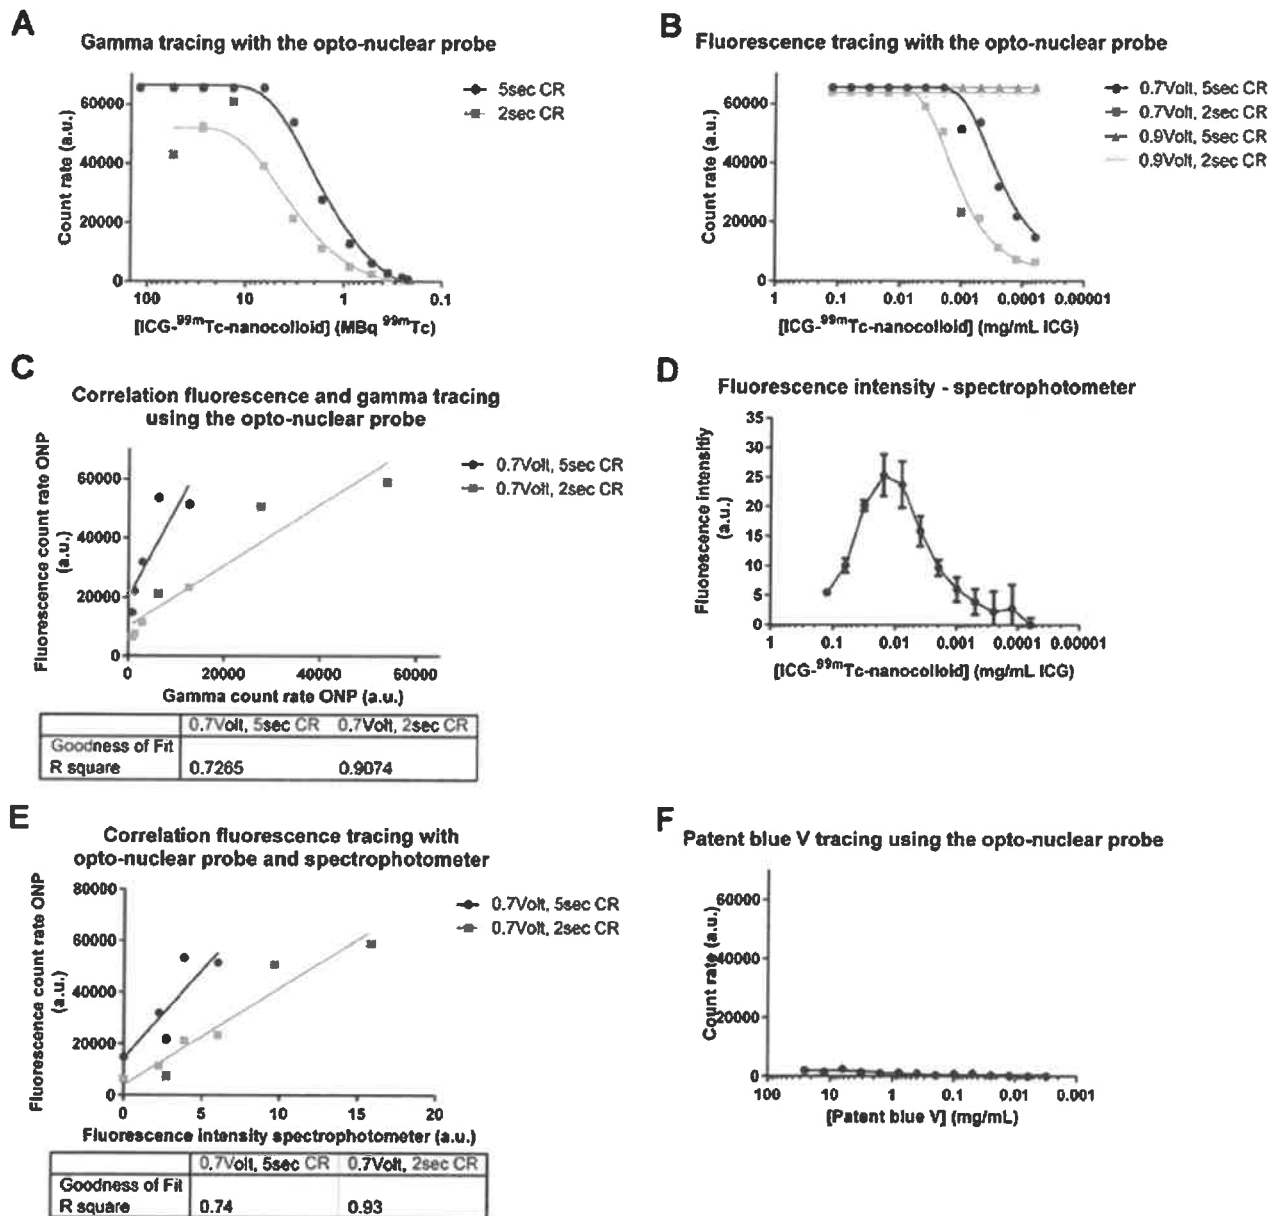 A
Gamma tracing with the opto-nuclear probe
5sec CR
2sec CR
Count rate (a.u.)
60000
40000
20000
0
100 10 1 0.1
[ICG-99mTc-nanocolloid] (MBq 99mTc)
B
Fluorescence tracing with the opto-nuclear probe
0.7Volt, 5sec CR
0.7Volt, 2sec CR
0.9Volt, 5sec CR
0.9Volt, 2sec CR
Count rate (a.u.)
60000
40000
20000
0
1 0.1 0.01 0.001 0.0001 0.00001
[ICG-99mTc-nanocolloid] (mg/mL ICG)
C
Correlation fluorescence and gamma tracing
using the opto-nuclear probe
0.7Volt, 5sec CR
0.7Volt, 2sec CR
Fluorescence count rate ONP
(a.u.)
60000
40000
20000
0
0 20000 40000 60000
Gamma count rate ONP (a.u.)
0.7Volt, 5sec CR 0.7Volt, 2sec CR
Goodness of Fit
R square 0.7265 0.9074
D
Fluorescence intensity - spectrophotometer
Fluorescence intensitiy
(a.u.)
35
30
25
20
15
10
5
0
1 0.1 0.01 0.001 0.0001 0.00001
[ICG-99mTc-nanocolloid] (mg/mL ICG)
E
Correlation fluorescence tracing with
opto-nuclear probe and spectrophotometer
0.7Volt, 5sec CR
0.7Volt, 2sec CR
Fluorescence count rate ONP
(a.u.)
80000
60000
40000
20000
0
0 5 10 15 20
Fluorescence intensity spectrophotometer (a.u.)
0.7Volt, 5sec CR 0.7Volt, 2sec CR
Goodness of Fit
R square 0.74 0.93
F
Patent blue V tracing using the opto-nuclear probe
Count rate (a.u.)
60000
40000
20000
0
100 10 1 0.1 0.01 0.001
[Patent blue V] (mg/mL)